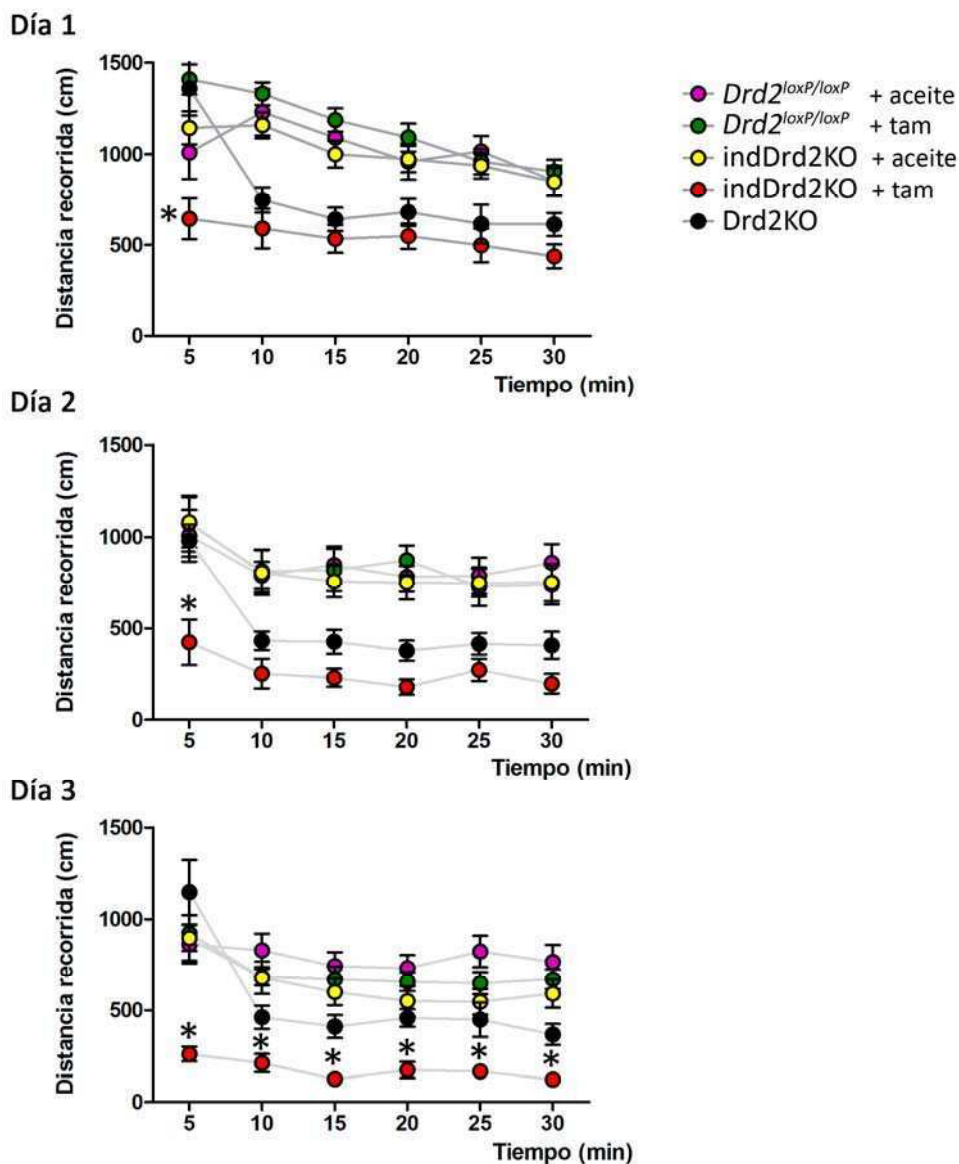 Día 1
Distancia recorrida (cm)
1500
1000
500
0
5 10 15 20 25 30
Tiempo (min)
Drd2loxP/loxP + aceite
Drd2loxP/loxP + tam
indDrd2KO + aceite
indDrd2KO + tam
Drd2KO
*
Día 2
Distancia recorrida (cm)
1500
1000
500
0
*
5 10 15 20 25 30
Tiempo (min)
Día 3
Distancia recorrida (cm)
1500
1000
500
0
* * * * * *
5 10 15 20 25 30
Tiempo (min)